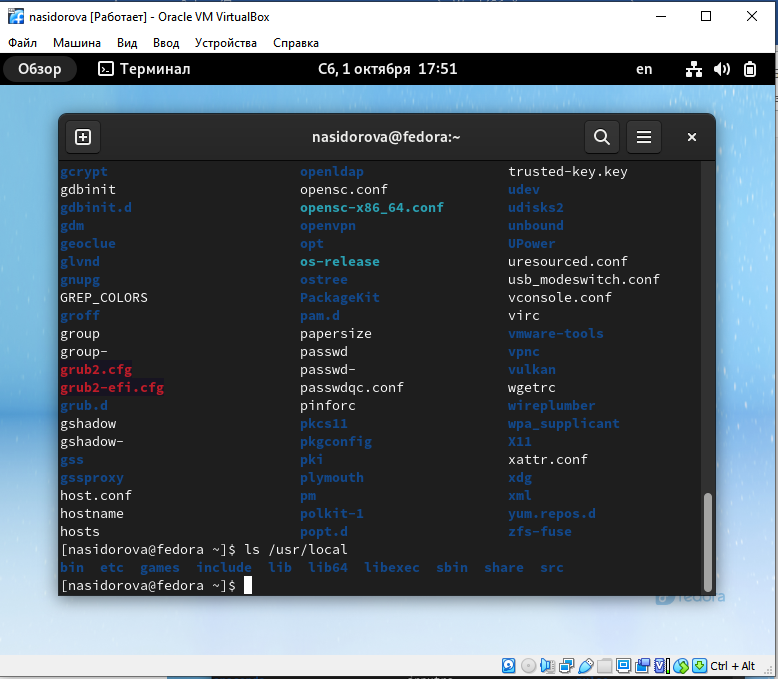 nasidorova [Работает] - Oracle VM VirtualBox
Файл Машина Вид Ввод Устройства Справка
Обзор Терминал Сб, 1 октября 17:51 en
nasidorova@fedora:~
gcrypt openldap trusted-key.key
gdbinit opensc.conf udev
gdbinit.d opensc-x86_64.conf udisks2
gdm openvpn unbound
geoclue opt UPower
glvnd os-release uresourced.conf
gnupg ostree usb_modeswitch.conf
GREP_COLORS PackageKit vconsole.conf
groff pam.d virc
group papersize vmware-tools
group- passwd vpnc
grub2.cfg passwd- vulkan
grub2-efi.cfg passwdqc.conf wgetrc
grub.d pinforc wireplumber
gshadow pkcs11 wpa_supplicant
gshadow- pkgconfig X11
gss pki xattr.conf
gssproxy plymouth xdg
host.conf pm xml
hostname polkit-1 yum.repos.d
hosts popt.d zfs-fuse
[nasidorova@fedora ~]$ ls /usr/local
bin etc games include lib lib64 libexec sbin share src
[nasidorova@fedora ~]$
fedora
Ctrl + Alt